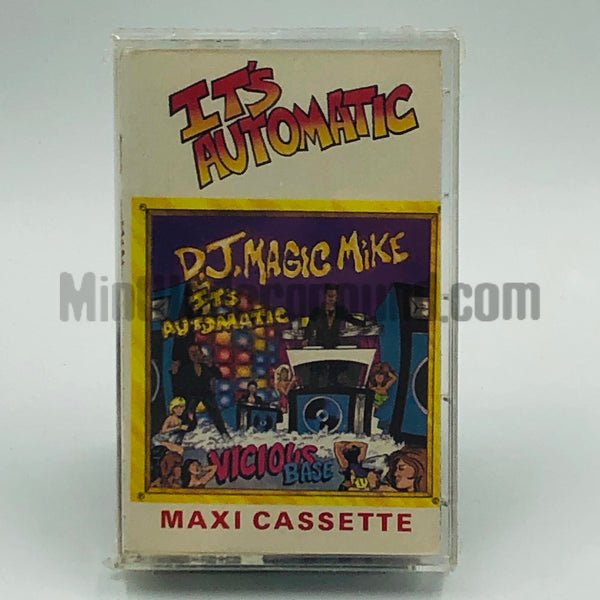 IT'S
AUTOMATIC
D.J. MAGIC MIKE
IT'S
AUTOMATIC
VICIOUS
BASE
MAXI CASSETTE